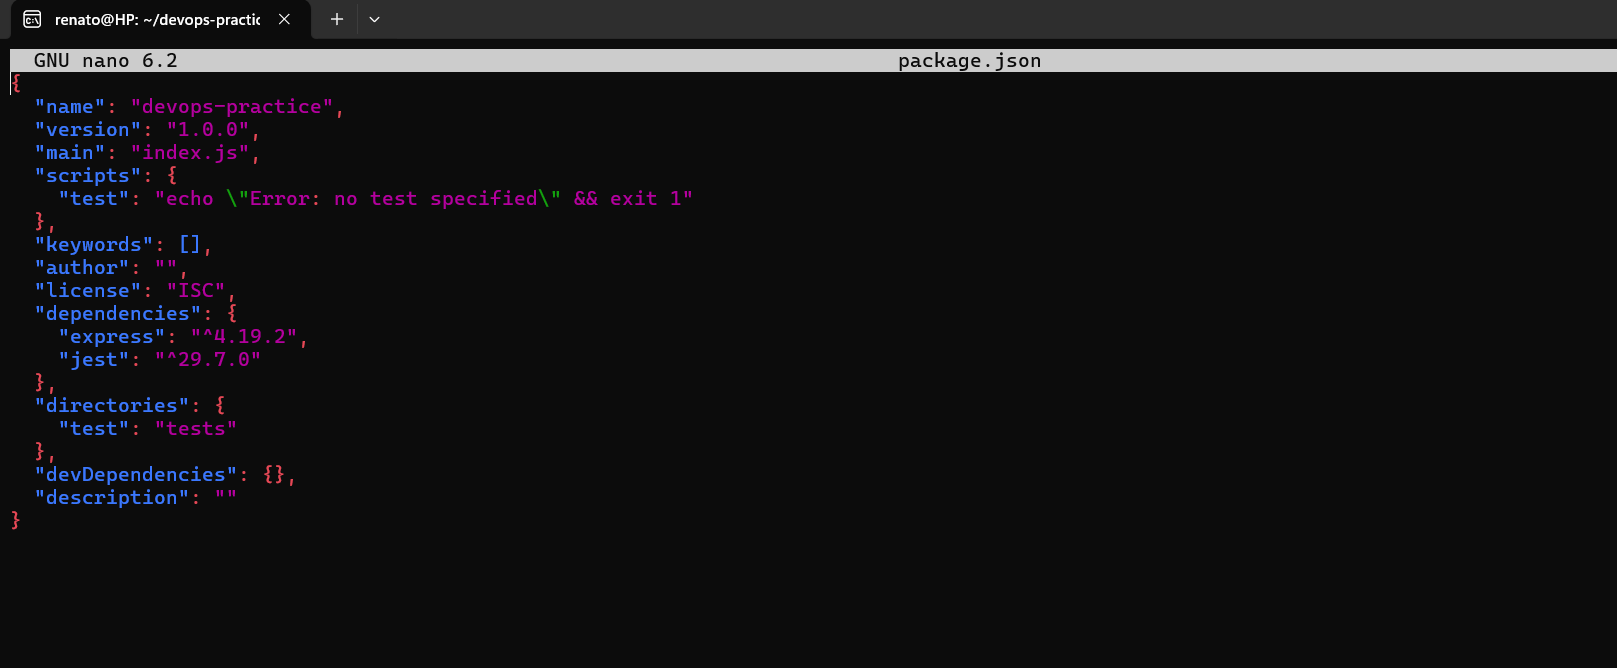 renato@HP: ~/devops-practic
GNU nano 6.2 package.json
{
  "name": "devops-practice",
  "version": "1.0.0",
  "main": "index.js",
  "scripts": {
    "test": "echo \"Error: no test specified\" && exit 1"
  },
  "keywords": [],
  "author": "",
  "license": "ISC",
  "dependencies": {
    "express": "^4.19.2",
    "jest": "^29.7.0"
  },
  "directories": {
    "test": "tests"
  },
  "devDependencies": {},
  "description": ""
}